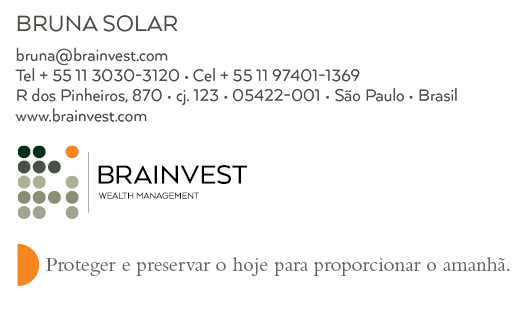 BRUNA SOLAR
bruna@brainvest.com
Tel + 55 11 3030-3120 • Cel + 55 11 97401-1369
R dos Pinheiros, 870 • cj. 123 • 05422-001 • São Paulo • Brasil
www.brainvest.com
BRAINVEST
WEALTH MANAGEMENT
Proteger e preservar o hoje para proporcionar o amanhã.